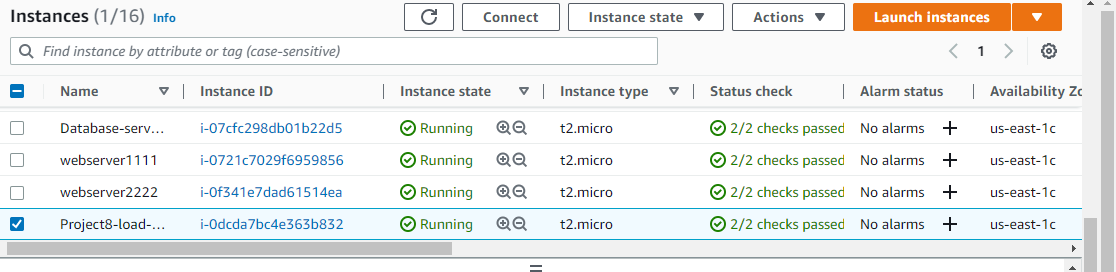 Instances (1/16) Info Connect Instance state Actions Launch instances
Find instance by attribute or tag (case-sensitive) 1
Name Instance ID Instance state Instance type Status check Alarm status Availability Zo
Database-serv... i-07cfc298db01b22d5 Running t2.micro 2/2 checks passed No alarms us-east-1c
webserver1111 i-0721c7029f6959856 Running t2.micro 2/2 checks passed No alarms us-east-1c
webserver2222 i-0f341e7dad61514ea Running t2.micro 2/2 checks passed No alarms us-east-1c
Project8-load-... i-0dcda7bc4e363b832 Running t2.micro 2/2 checks passed No alarms us-east-1c